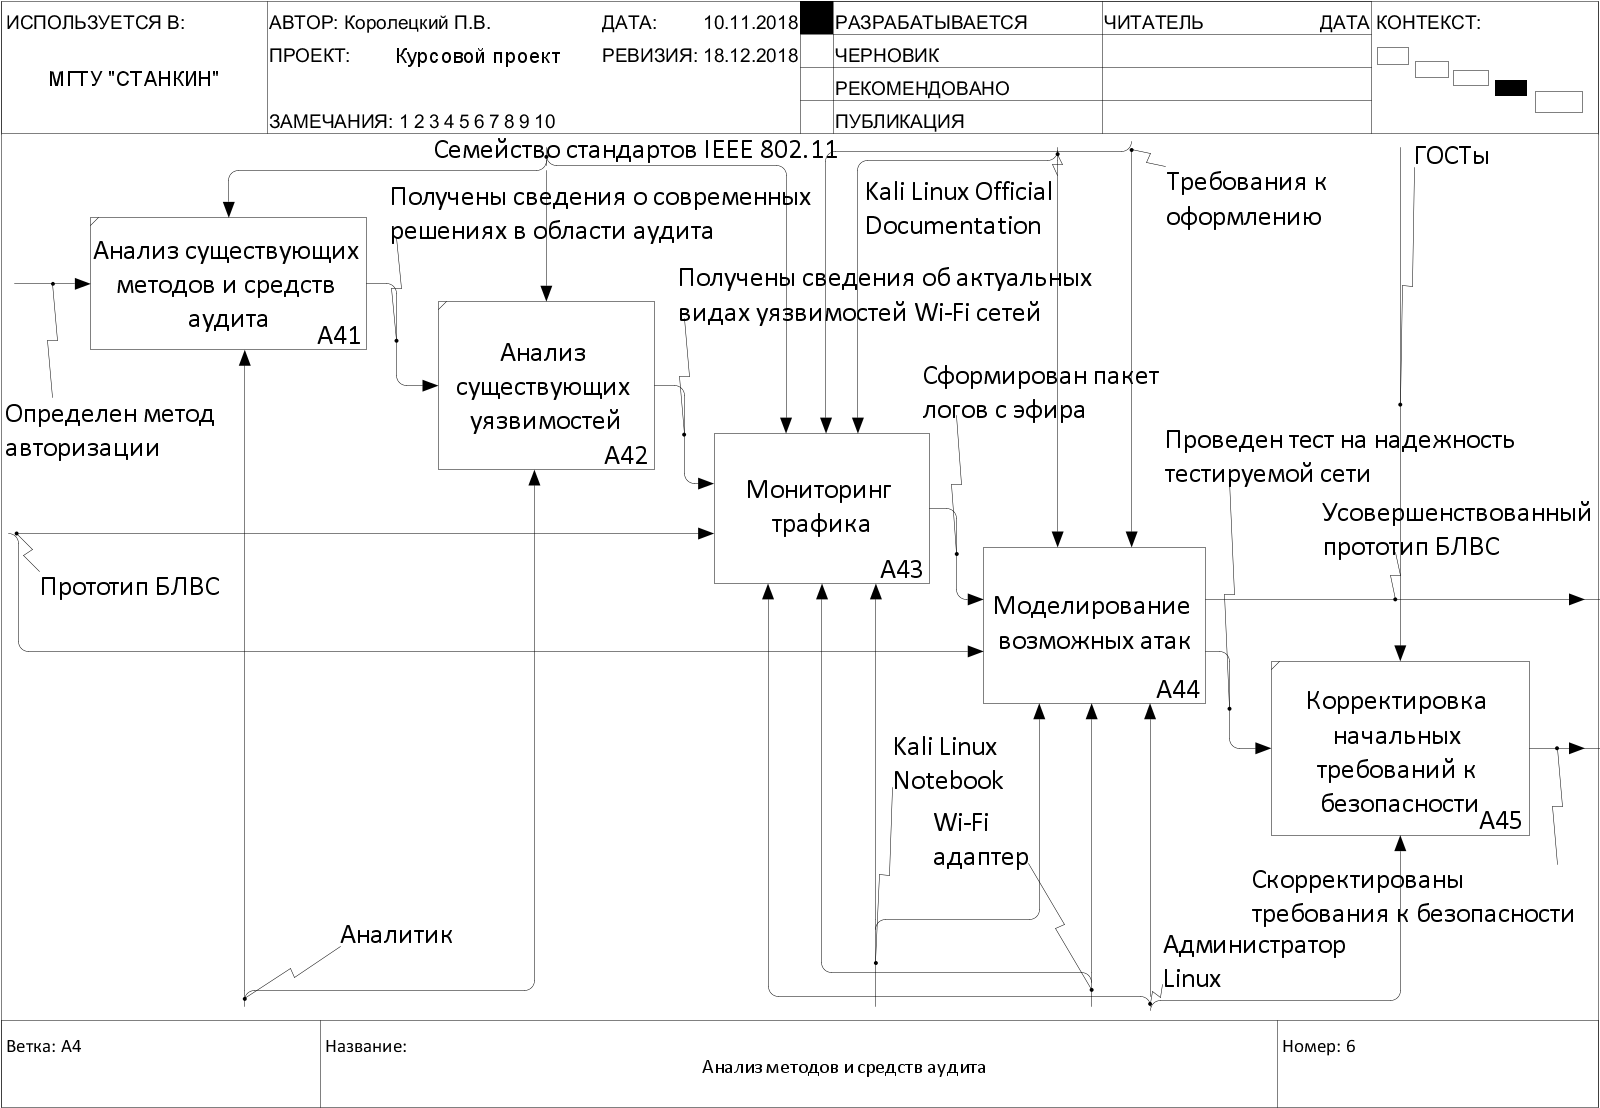 ИСПОЛЬЗУЕТСЯ В:
МГТУ "СТАНКИН"
АВТОР: Королецкий П.В.
ДАТА: 10.11.2018
ПРОЕКТ: Курсовой проект
РЕВИЗИЯ: 18.12.2018
ЗАМЕЧАНИЯ: 1 2 3 4 5 6 7 8 9 10
РАЗРАБАТЫВАЕТСЯ
ЧЕРНОВИК
РЕКОМЕНДОВАНО
ПУБЛИКАЦИЯ
ЧИТАТЕЛЬ
ДАТА
КОНТЕКСТ:
Семейство стандартов IEEE 802.11
ГОСТы
Требования к
оформлению
Kali Linux Official
Documentation
Получены сведения о современных
решениях в области аудита
Анализ существующих
методов и средств
аудита
A41
Получены сведения об актуальных
видах уязвимостей Wi-Fi сетей
Анализ
существующих
уязвимостей
A42
Определен метод
авторизации
Сформирован пакет
логов с эфира
Проведен тест на надежность
тестируемой сети
Мониторинг
трафика
A43
Усовершенствованный
прототип БЛВС
Прототип БЛВС
Моделирование
возможных атак
A44
Корректировка
начальных
требований к
безопасности
A45
Kali Linux
Notebook
Wi-Fi
адаптер
Скорректированы
требования к безопасности
Аналитик
Администратор
Linux
Ветка: A4
Название:
Анализ методов и средств аудита
Номер: 6